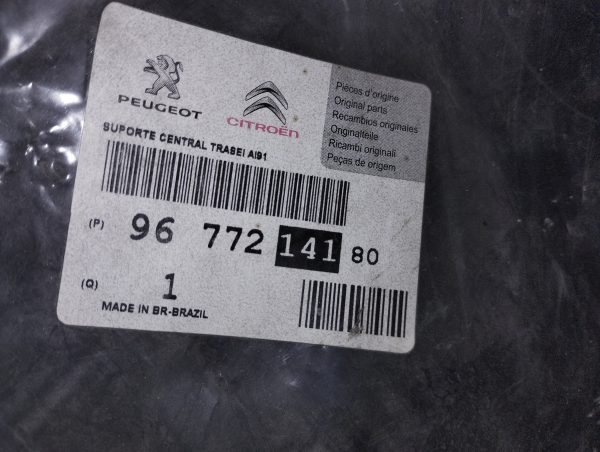 PEUGEOT
CITROËN
Pièces d'origine
Original parts
Recambios originales
Originalteile
Ricambi originali
Peças de origem
SUPORTE CENTRAL TRASEI AI91
(P) 96 772 141 80
(Q) 1
MADE IN BR-BRAZIL